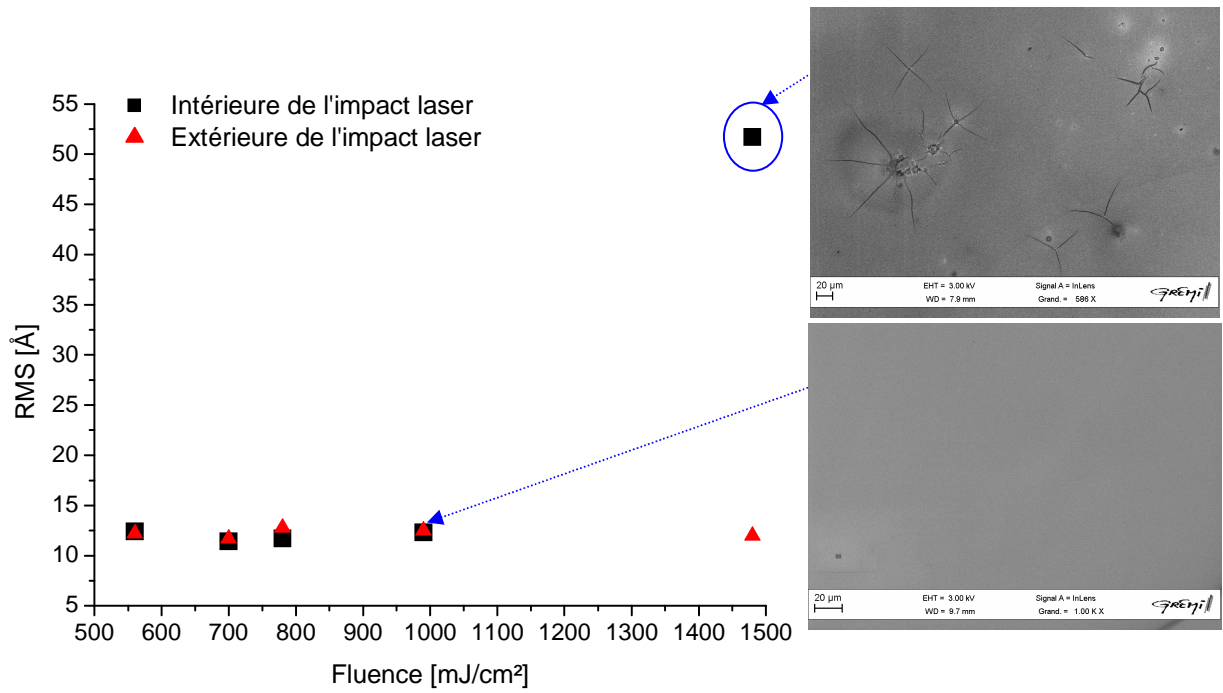 Intérieure de l'impact laser
Extérieure de l'impact laser
RMS [Å]
55
50
45
40
35
30
25
20
15
10
5
500 600 700 800 900 1000 1100 1200 1300 1400 1500
Fluence [mJ/cm²]
20 µm
EHT = 3.00 kV Signal A = InLens
WD = 7.9 mm Grand. = 586 X
GREMI
20 µm
EHT = 3.00 kV Signal A = InLens
WD = 9.7 mm Grand. = 1.00 K X
GREMI